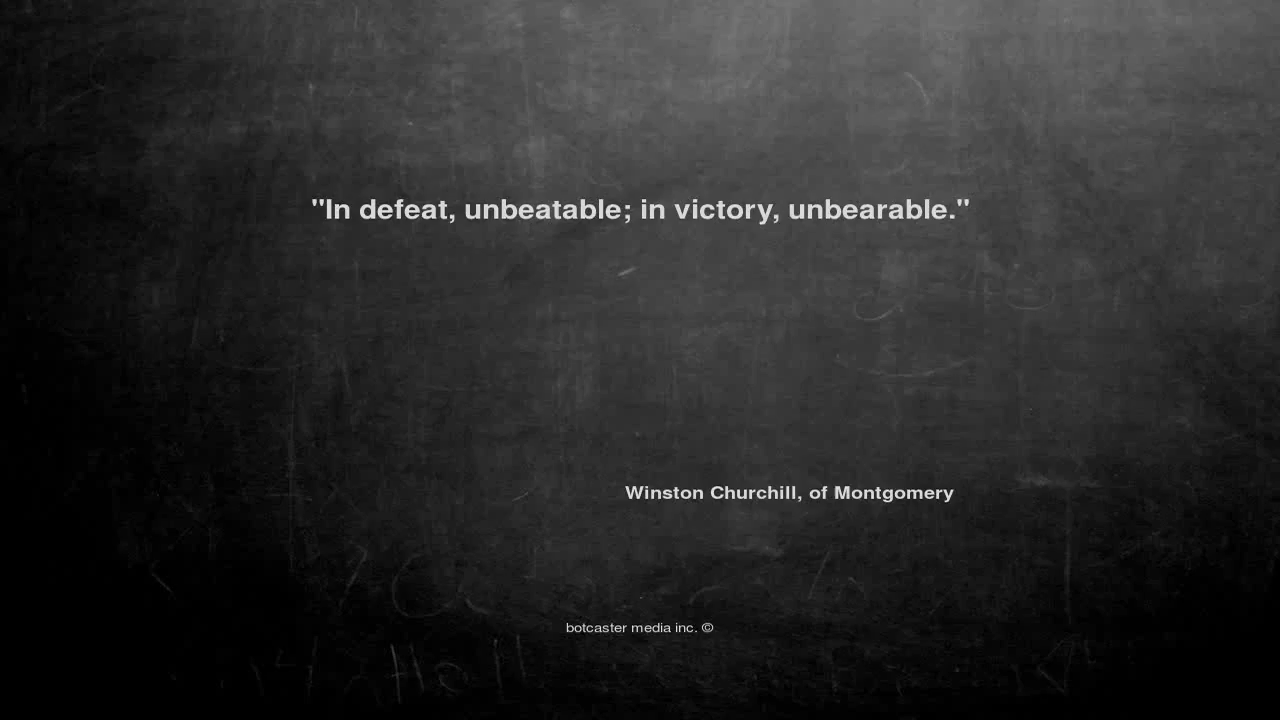 "In defeat, unbeatable; in victory, unbearable."
Winston Churchill, of Montgomery
botcaster media inc. ©